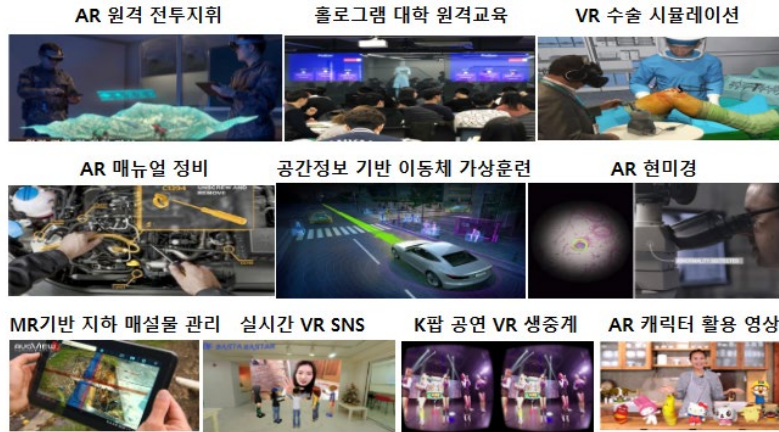 AR 원격 전투지휘
홀로그램 대학 원격교육
VR 수술 시뮬레이션
AR 매뉴얼 정비
공간정보 기반 이동체 가상훈련
AR 현미경
C1294
UNSCREW AND
REMOVE
MR기반 지하 매설물 관리
실시간 VR SNS
K팝 공연 VR 생중계
AR 캐릭터 활용 영상